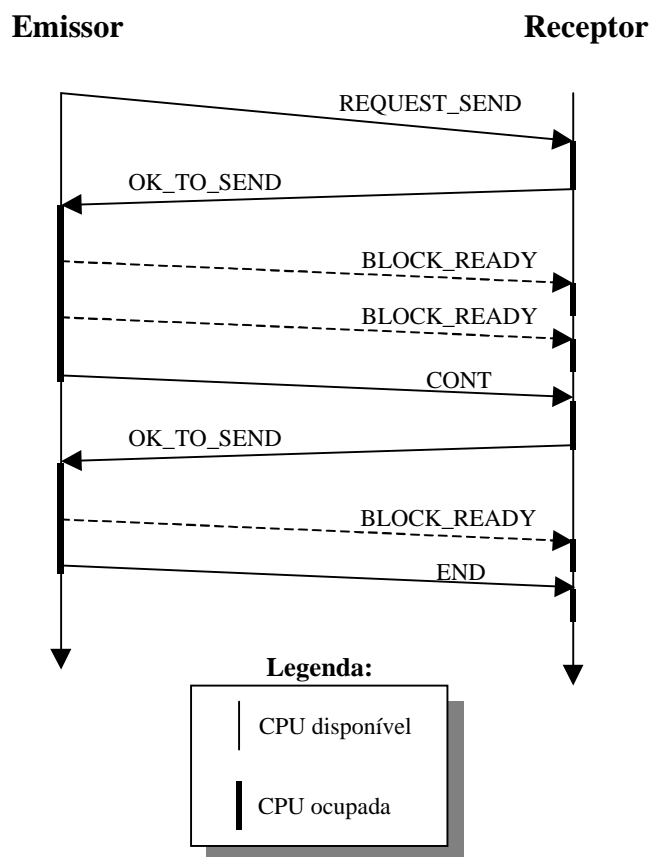 Emissor
Receptor
REQUEST_SEND
OK_TO_SEND
BLOCK_READY
BLOCK_READY
CONT
OK_TO_SEND
BLOCK_READY
END
Legenda:
CPU disponível
CPU ocupada